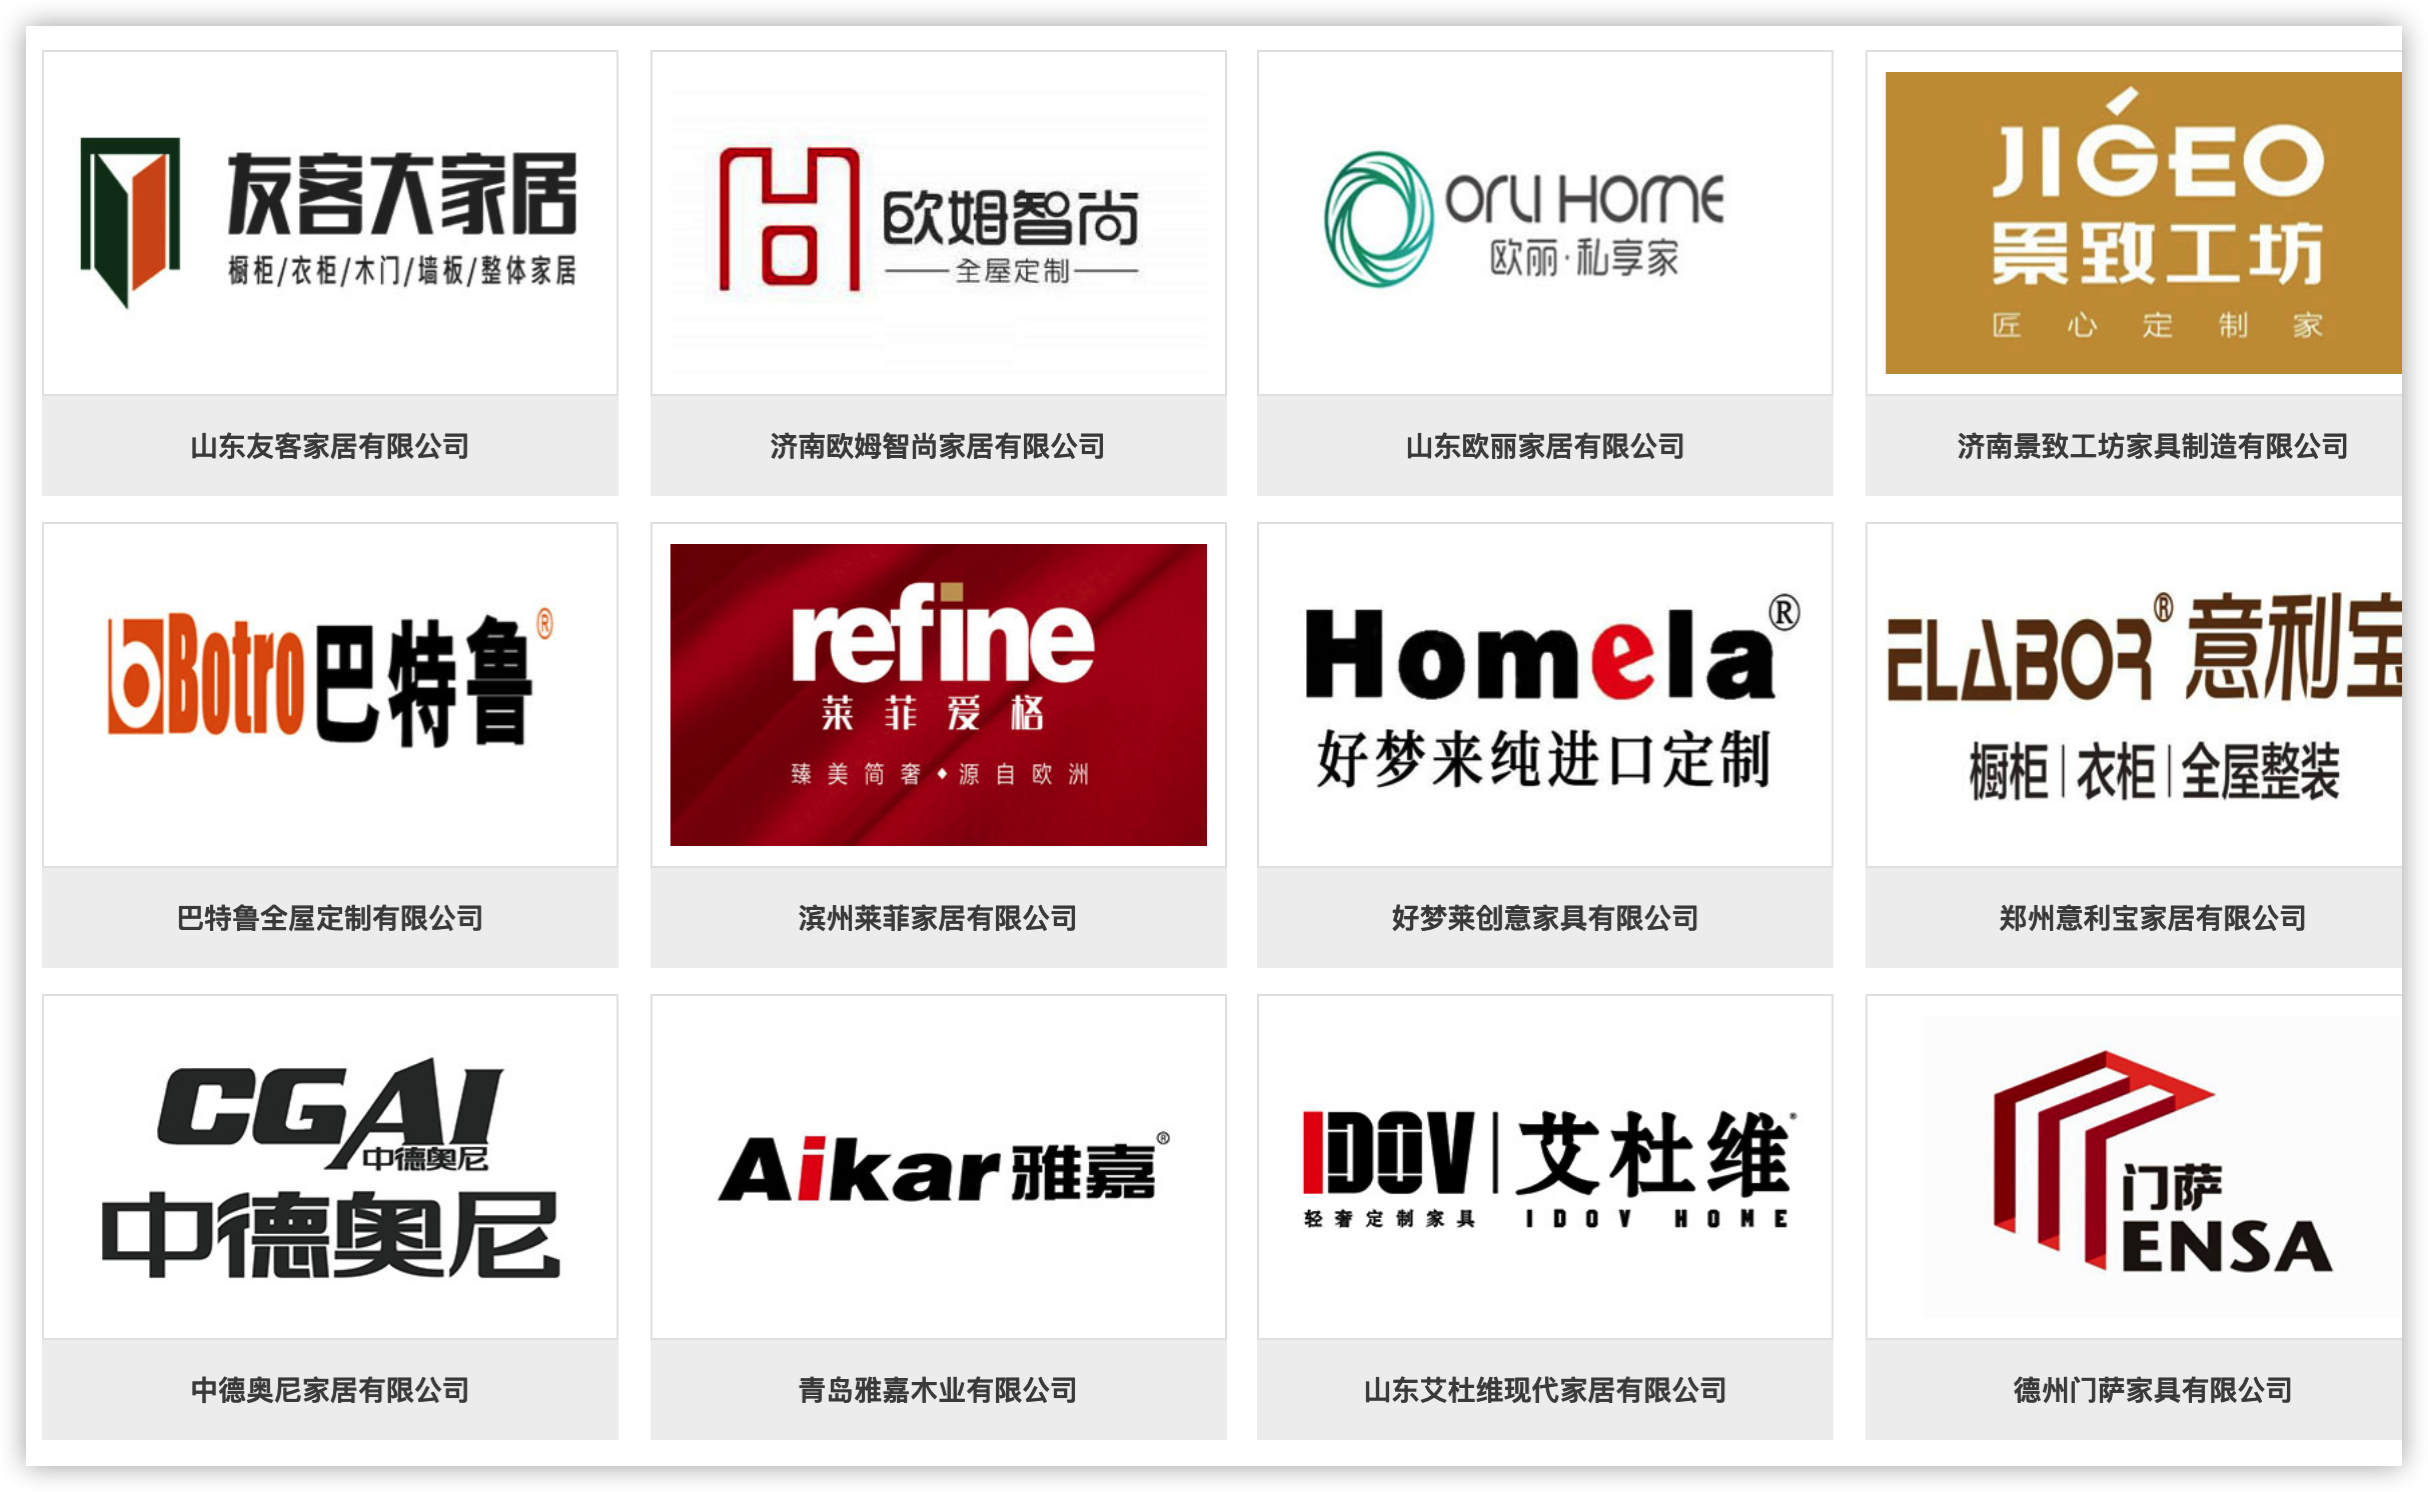 友客大家居
橱柜/衣柜/木门/墙板/整体家居
山东友客家居有限公司
欧姆智尚
全屋定制
济南欧姆智尚家居有限公司
OrLI HOmE
欧丽·私享家
山东欧丽家居有限公司
JIGEO
景致工坊
匠心定制家
济南景致工坊家具制造有限公司
Botro巴特鲁®
巴特鲁全屋定制有限公司
refine
莱菲爱格
臻美简奢◆源自欧洲
滨州莱菲家居有限公司
Homela®
好梦来纯进口定制
好梦莱创意家具有限公司
ELABOR®意利宝
橱柜|衣柜|全屋整装
郑州意利宝家居有限公司
CGAI
中德奥尼
中德奥尼
中德奥尼家居有限公司
Aikar雅嘉®
青岛雅嘉木业有限公司
IDOV|艾杜维®
轻奢定制家具 IDOV HOME
山东艾杜维现代家居有限公司
门萨
ENSA
德州门萨家具有限公司